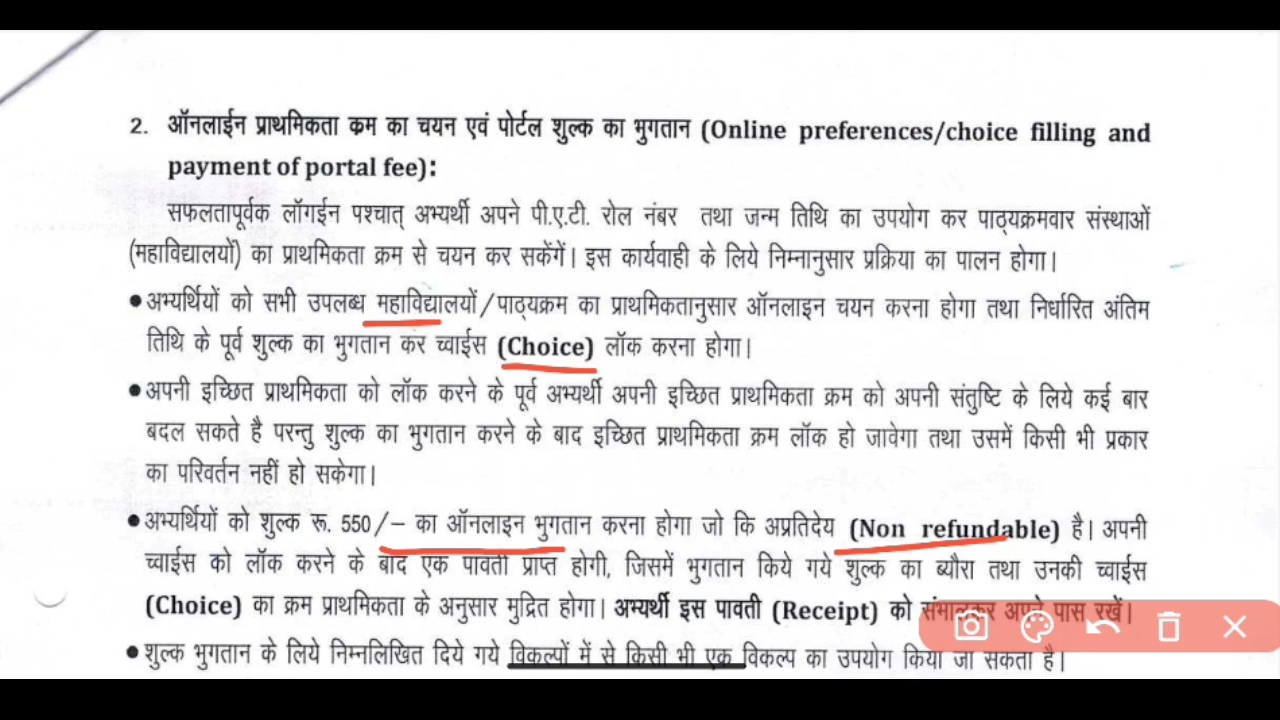 2. ऑनलाईन प्राथमिकता क्रम का चयन एवं पोर्टल शुल्क का भुगतान (Online preferences/choice filling and
payment of portal fee):
सफलतापूर्वक लॉगईन पश्चात् अभ्यर्थी अपने पी.ए.टी. रोल नंबर तथा जन्म तिथि का उपयोग कर पाठ्यक्रमवार संस्थाओं
(महाविद्यालयों) का प्राथमिकता क्रम से चयन कर सकेंगें। इस कार्यवाही के लिये निम्नानुसार प्रक्रिया का पालन होगा।
● अभ्यर्थियों को सभी उपलब्ध महाविद्यालयों/पाठ्यक्रम का प्राथमिकतानुसार ऑनलाइन चयन करना होगा तथा निर्धारित अंतिम
तिथि के पूर्व शुल्क का भुगतान कर च्वाईस (Choice) लॉक करना होगा।
● अपनी इच्छित प्राथमिकता को लॉक करने के पूर्व अभ्यर्थी अपनी इच्छित प्राथमिकता क्रम को अपनी संतुष्टि के लिये कई बार
बदल सकते है परन्तु शुल्क का भुगतान करने के बाद इच्छित प्राथमिकता क्रम लॉक हो जावेगा तथा उसमें किसी भी प्रकार
का परिवर्तन नहीं हो सकेगा।
● अभ्यर्थियों को शुल्क रू. 550/– का ऑनलाइन भुगतान करना होगा जो कि अप्रतिदेय (Non refundable) है। अपनी
च्वाईस को लॉक करने के बाद एक पावती प्राप्त होगी, जिसमें भुगतान किये गये शुल्क का ब्यौरा तथा उनकी च्वाईस
(Choice) का क्रम प्राथमिकता के अनुसार मुद्रित होगा। अभ्यर्थी इस पावती (Receipt) को संभालकर अपने पास रखें।
● शुल्क भुगतान के लिये निम्नलिखित दिये गये विकल्पों में से किसी भी एक विकल्प का उपयोग किया जा सकता है।